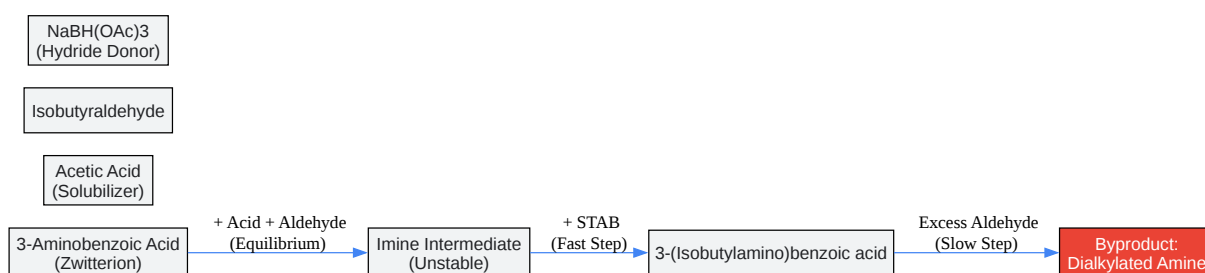 NaBH(OAc)3
(Hydride Donor)
Isobutyraldehyde
Acetic Acid
(Solubilizer)
3-Aminobenzoic Acid
(Zwitterion)
+ Acid + Aldehyde
(Equilibrium)
Imine Intermediate
(Unstable)
+ STAB
(Fast Step)
3-(Isobutylamino)benzoic acid
Excess Aldehyde
(Slow Step)
Byproduct:
Dialkylated Amine